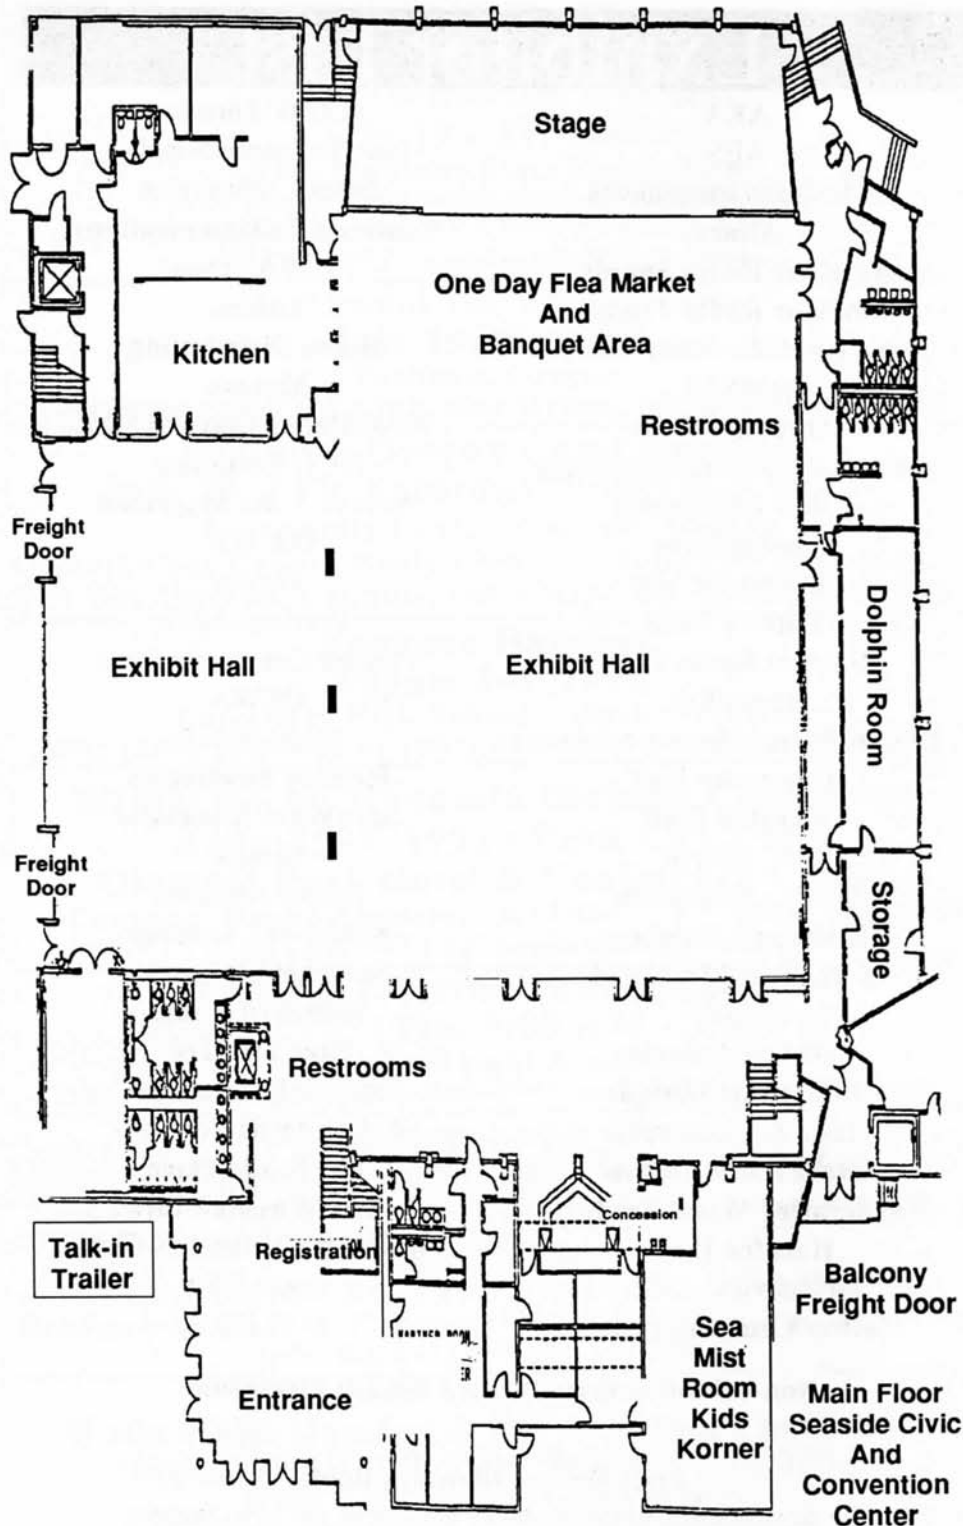 Stage
One Day Flea Market
And
Banquet Area
Kitchen
Restrooms
Freight
Door
Dolphin Room
Exhibit Hall
Exhibit Hall
Freight
Door
Storage
Restrooms
Concession
Registration
Talk-in
Trailer
Balcony
Freight Door
Sea
Mist
Room
Kids
Korner
Entrance
Main Floor
Seaside Civic
And
Convention
Center